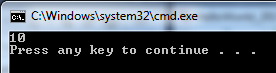 C:\Windows\system32\cmd.exe
10
Press any key to continue . . .